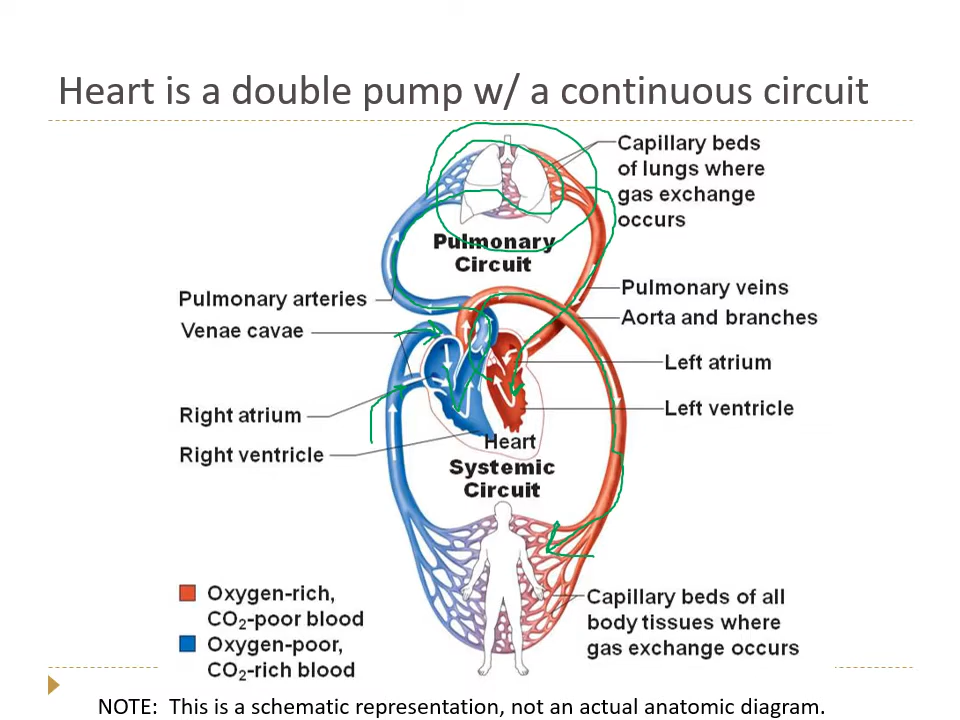 Heart is a double pump w/ a continuous circuit
Capillary beds
of lungs where
gas exchange
occurs
Pulmonary
Circuit
Pulmonary arteries
Venae cavae
Pulmonary veins
Aorta and branches
Left atrium
Right atrium
Left ventricle
Right ventricle
Heart
Systemic
Circuit
Oxygen-rich,
CO₂-poor blood
Oxygen-poor,
CO₂-rich blood
Capillary beds of all
body tissues where
gas exchange occurs
NOTE:  This is a schematic representation, not an actual anatomic diagram.